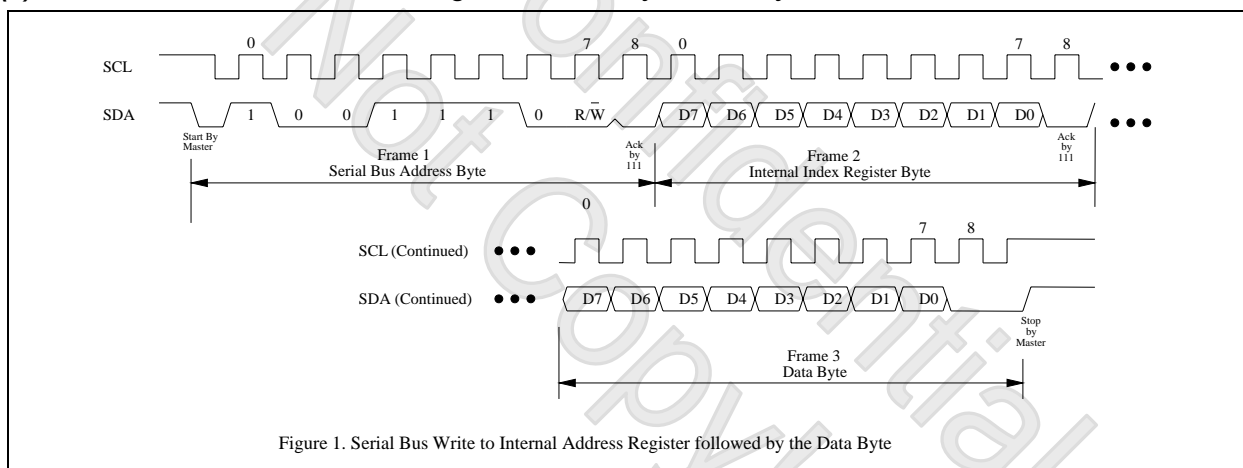 0 7 8 0 7 8
SCL
SDA 1 0 0 1 1 1 0 R/W̅ D7 D6 D5 D4 D3 D2 D1 D0
Start By
Master
Ack
by
111
Ack
by
111
Frame 1
Serial Bus Address Byte
Frame 2
Internal Index Register Byte
0 7 8
SCL (Continued)
SDA (Continued) D7 D6 D5 D4 D3 D2 D1 D0
Stop
by
Master
Frame 3
Data Byte
Figure 1. Serial Bus Write to Internal Address Register followed by the Data Byte
Not Copy
Confidential